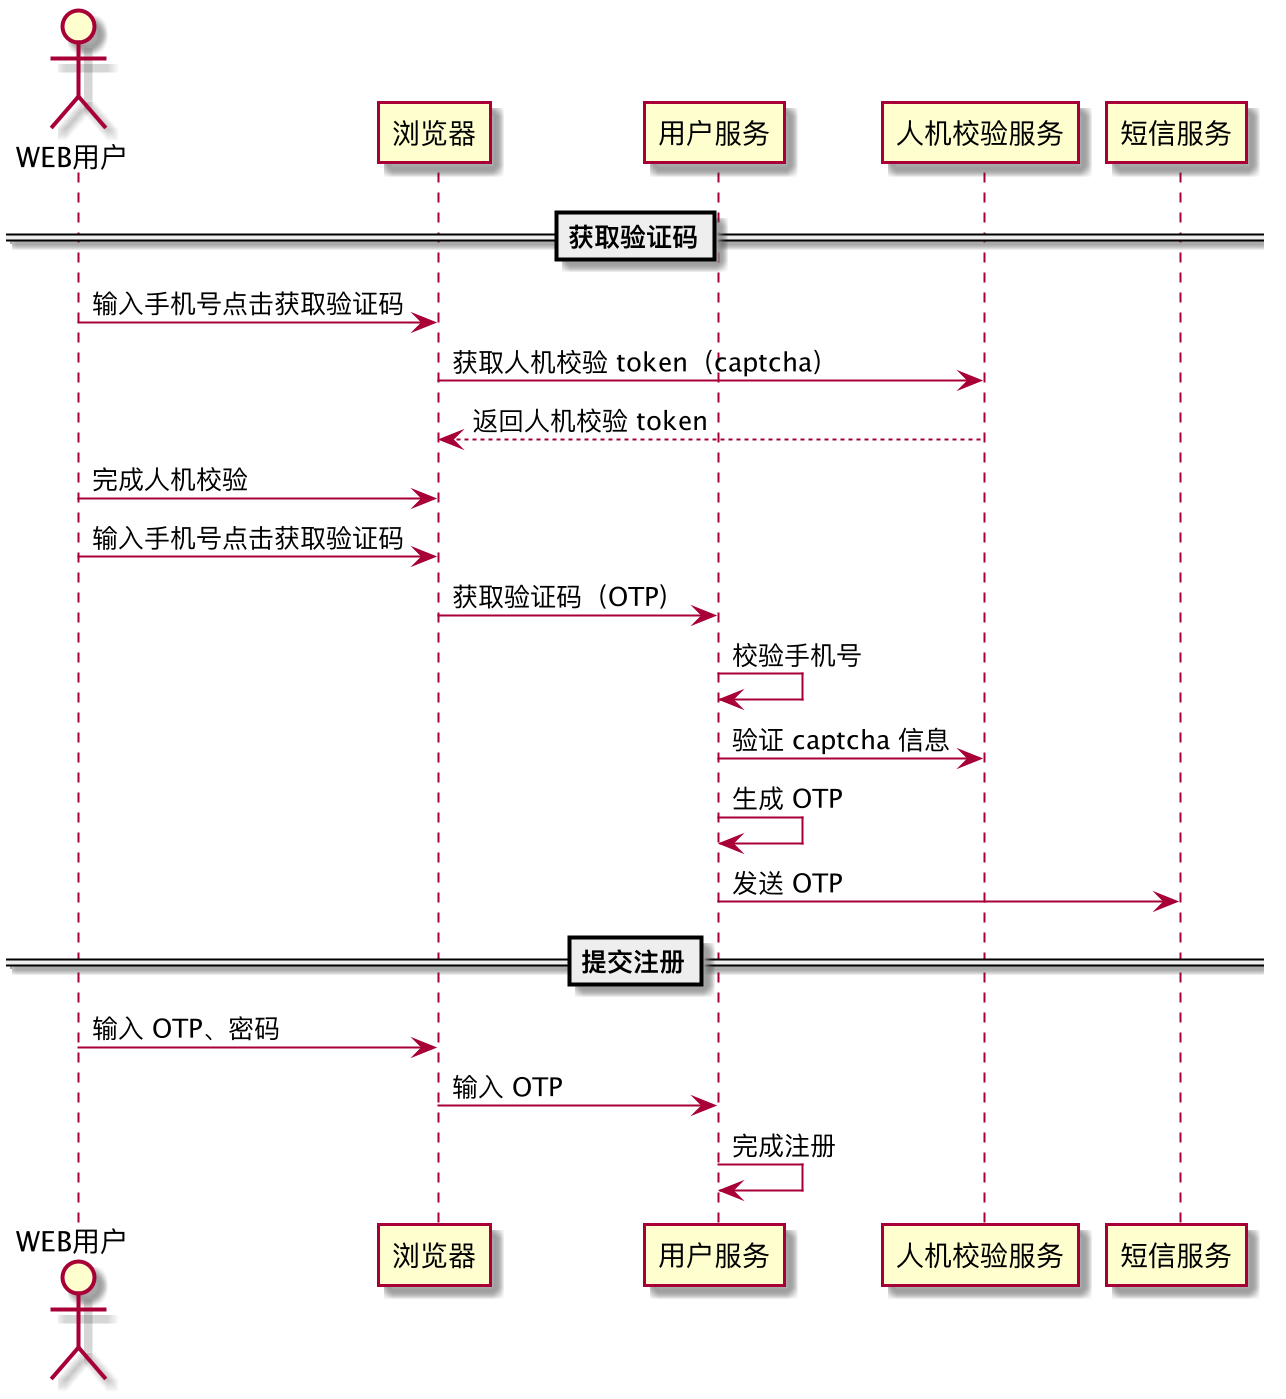 WEB用户
浏览器
用户服务
人机校验服务
短信服务
获取验证码
输入手机号点击获取验证码
获取人机校验 token（captcha）
返回人机校验 token
完成人机校验
输入手机号点击获取验证码
获取验证码（OTP）
校验手机号
验证 captcha 信息
生成 OTP
发送 OTP
提交注册
输入 OTP、密码
输入 OTP
完成注册
WEB用户
浏览器
用户服务
人机校验服务
短信服务